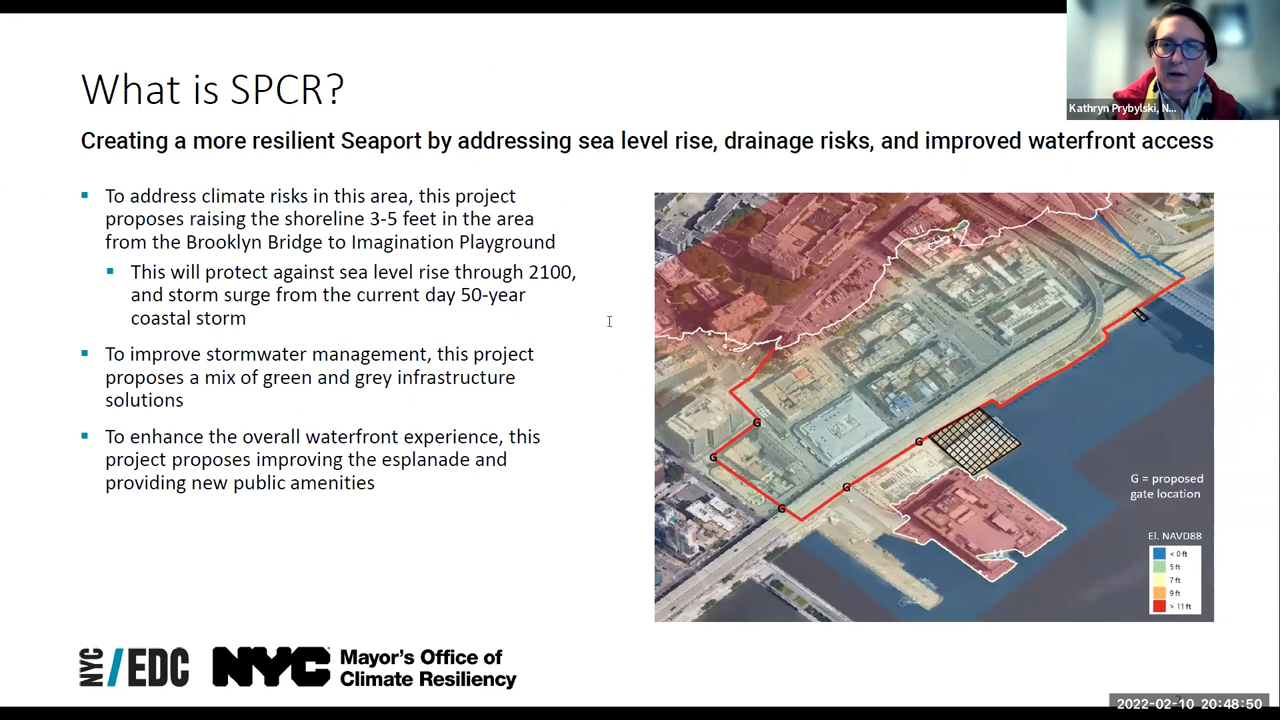 What is SPCR?
Kathryn Prybylski, N...
Creating a more resilient Seaport by addressing sea level rise, drainage risks, and improved waterfront access
▪ To address climate risks in this area, this project
proposes raising the shoreline 3-5 feet in the area
from the Brooklyn Bridge to Imagination Playground
▪ This will protect against sea level rise through 2100,
and storm surge from the current day 50-year
coastal storm
▪ To improve stormwater management, this project
proposes a mix of green and grey infrastructure
solutions
▪ To enhance the overall waterfront experience, this
project proposes improving the esplanade and
providing new public amenities
G
G
G
G
G
G = proposed
gate location
El. NAVD88
< 0 ft
5 ft
7 ft
9 ft
> 11 ft
NYC/EDC
NYC
Mayor's Office of
Climate Resiliency
2022-02-10 20:48:50